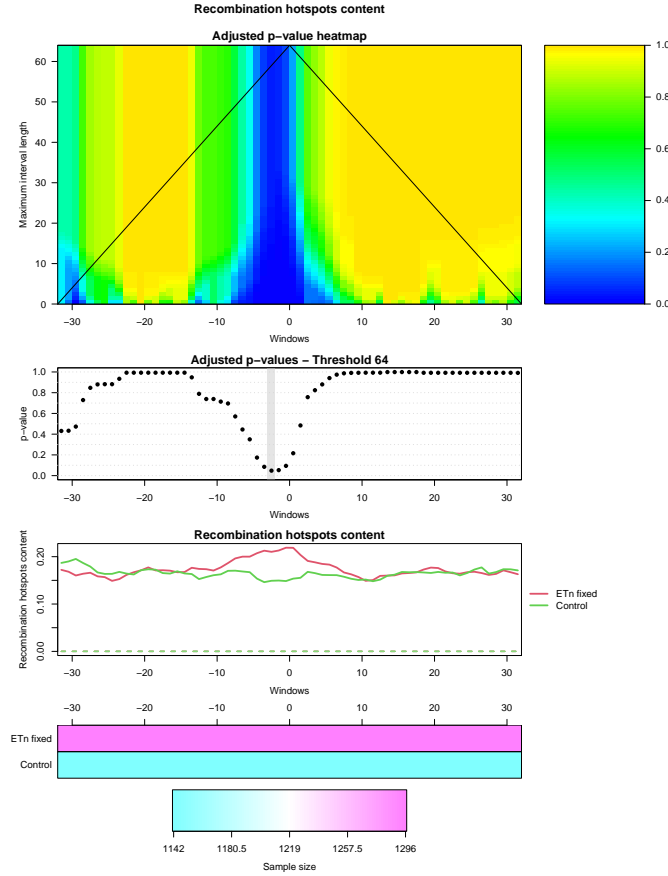 Recombination hotspots content
Adjusted p−value heatmap
Maximum interval length
60
50
40
30
20
10
0
−30 −20 −10 0 10 20 30
Windows
1.0
0.8
0.6
0.4
0.2
0.0
Adjusted p−values − Threshold 64
p−value
1.0
0.8
0.6
0.4
0.2
0.0
−30 −20 −10 0 10 20 30
Windows
Recombination hotspots content
Recombination hotspots content
0.20
0.10
0.00
−30 −20 −10 0 10 20 30
Windows
ETn fixed
Control
−30 −20 −10 0 10 20 30
ETn fixed
Control
1142 1180.5 1219 1257.5 1296
Sample size